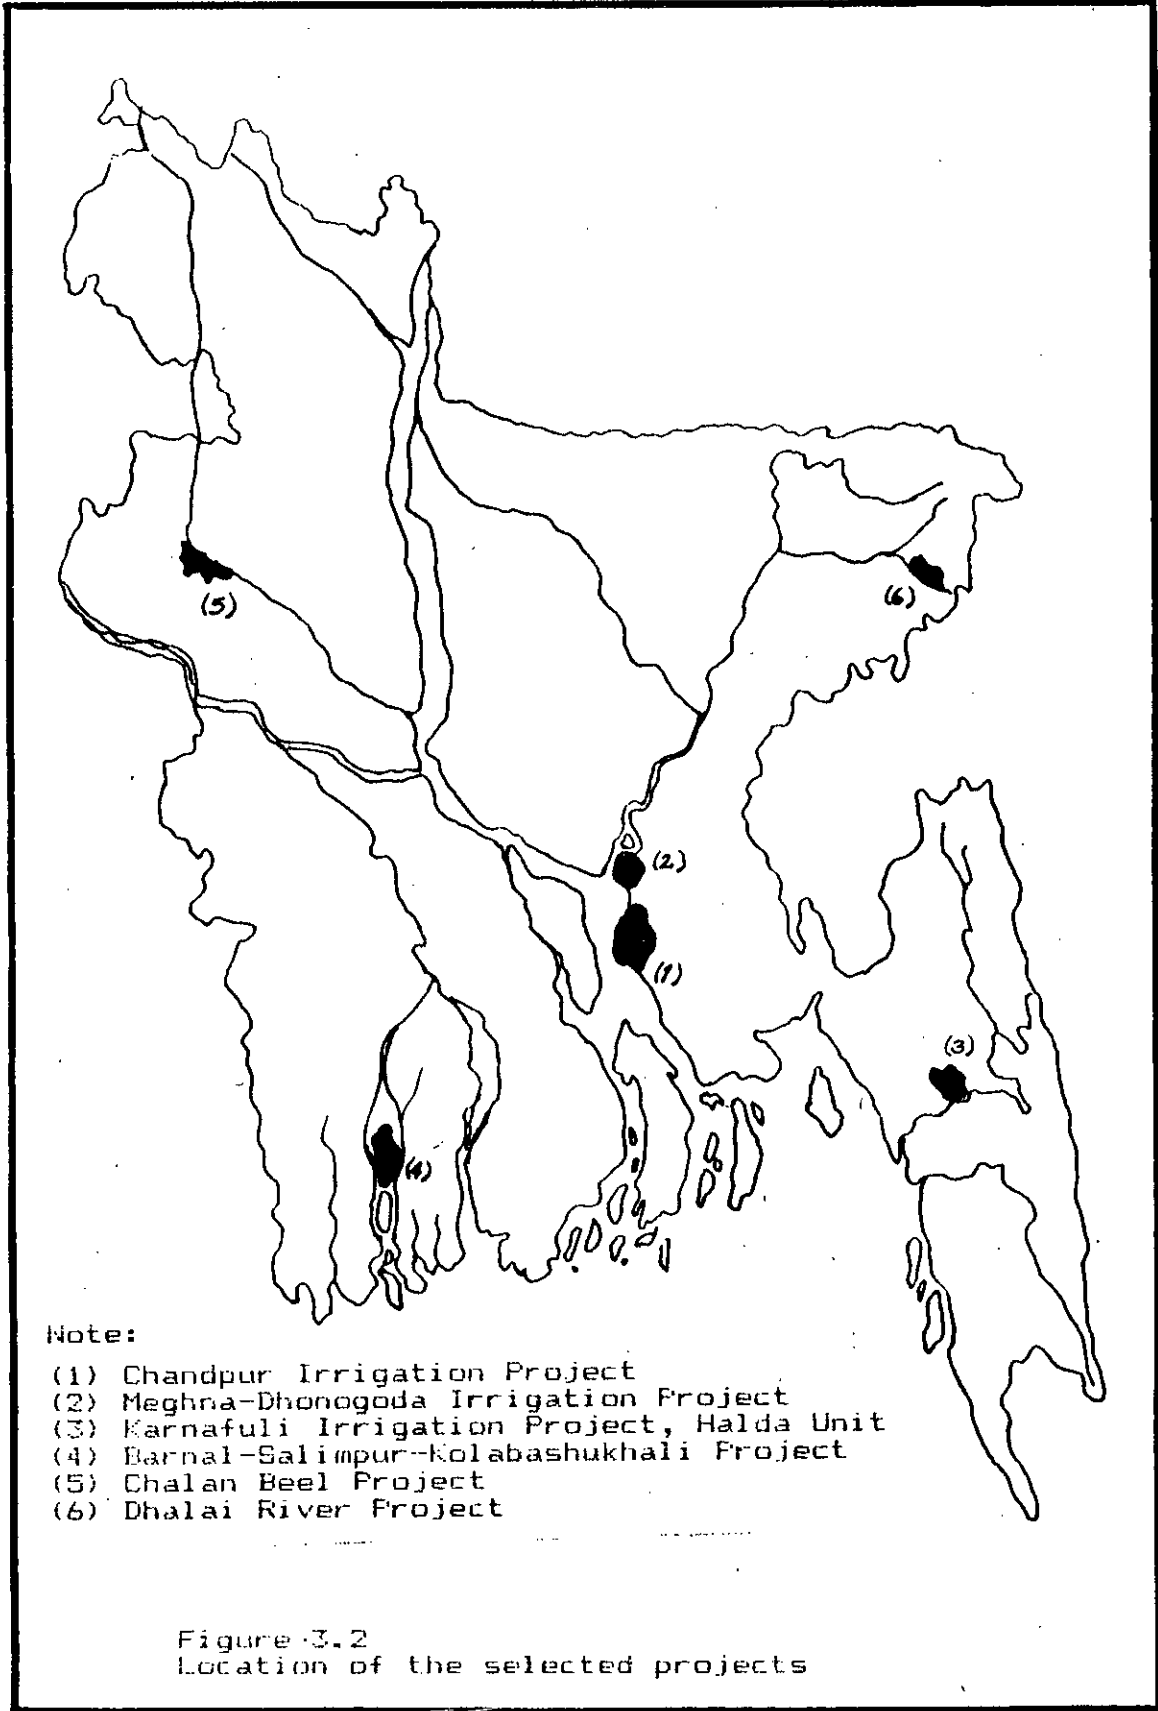 (5)
(6)
(2)
(1)
(3)
(4)
Note:
(1) Chandpur Irrigation Project
(2) Meghna-Dhonogoda Irrigation Project
(3) Karnafuli Irrigation Project, Halda Unit
(4) Barnal-Salimpur-Kolabashukhali Project
(5) Chalan Beel Project
(6) Dhalai River Project
Figure 3.2
Location of the selected projects